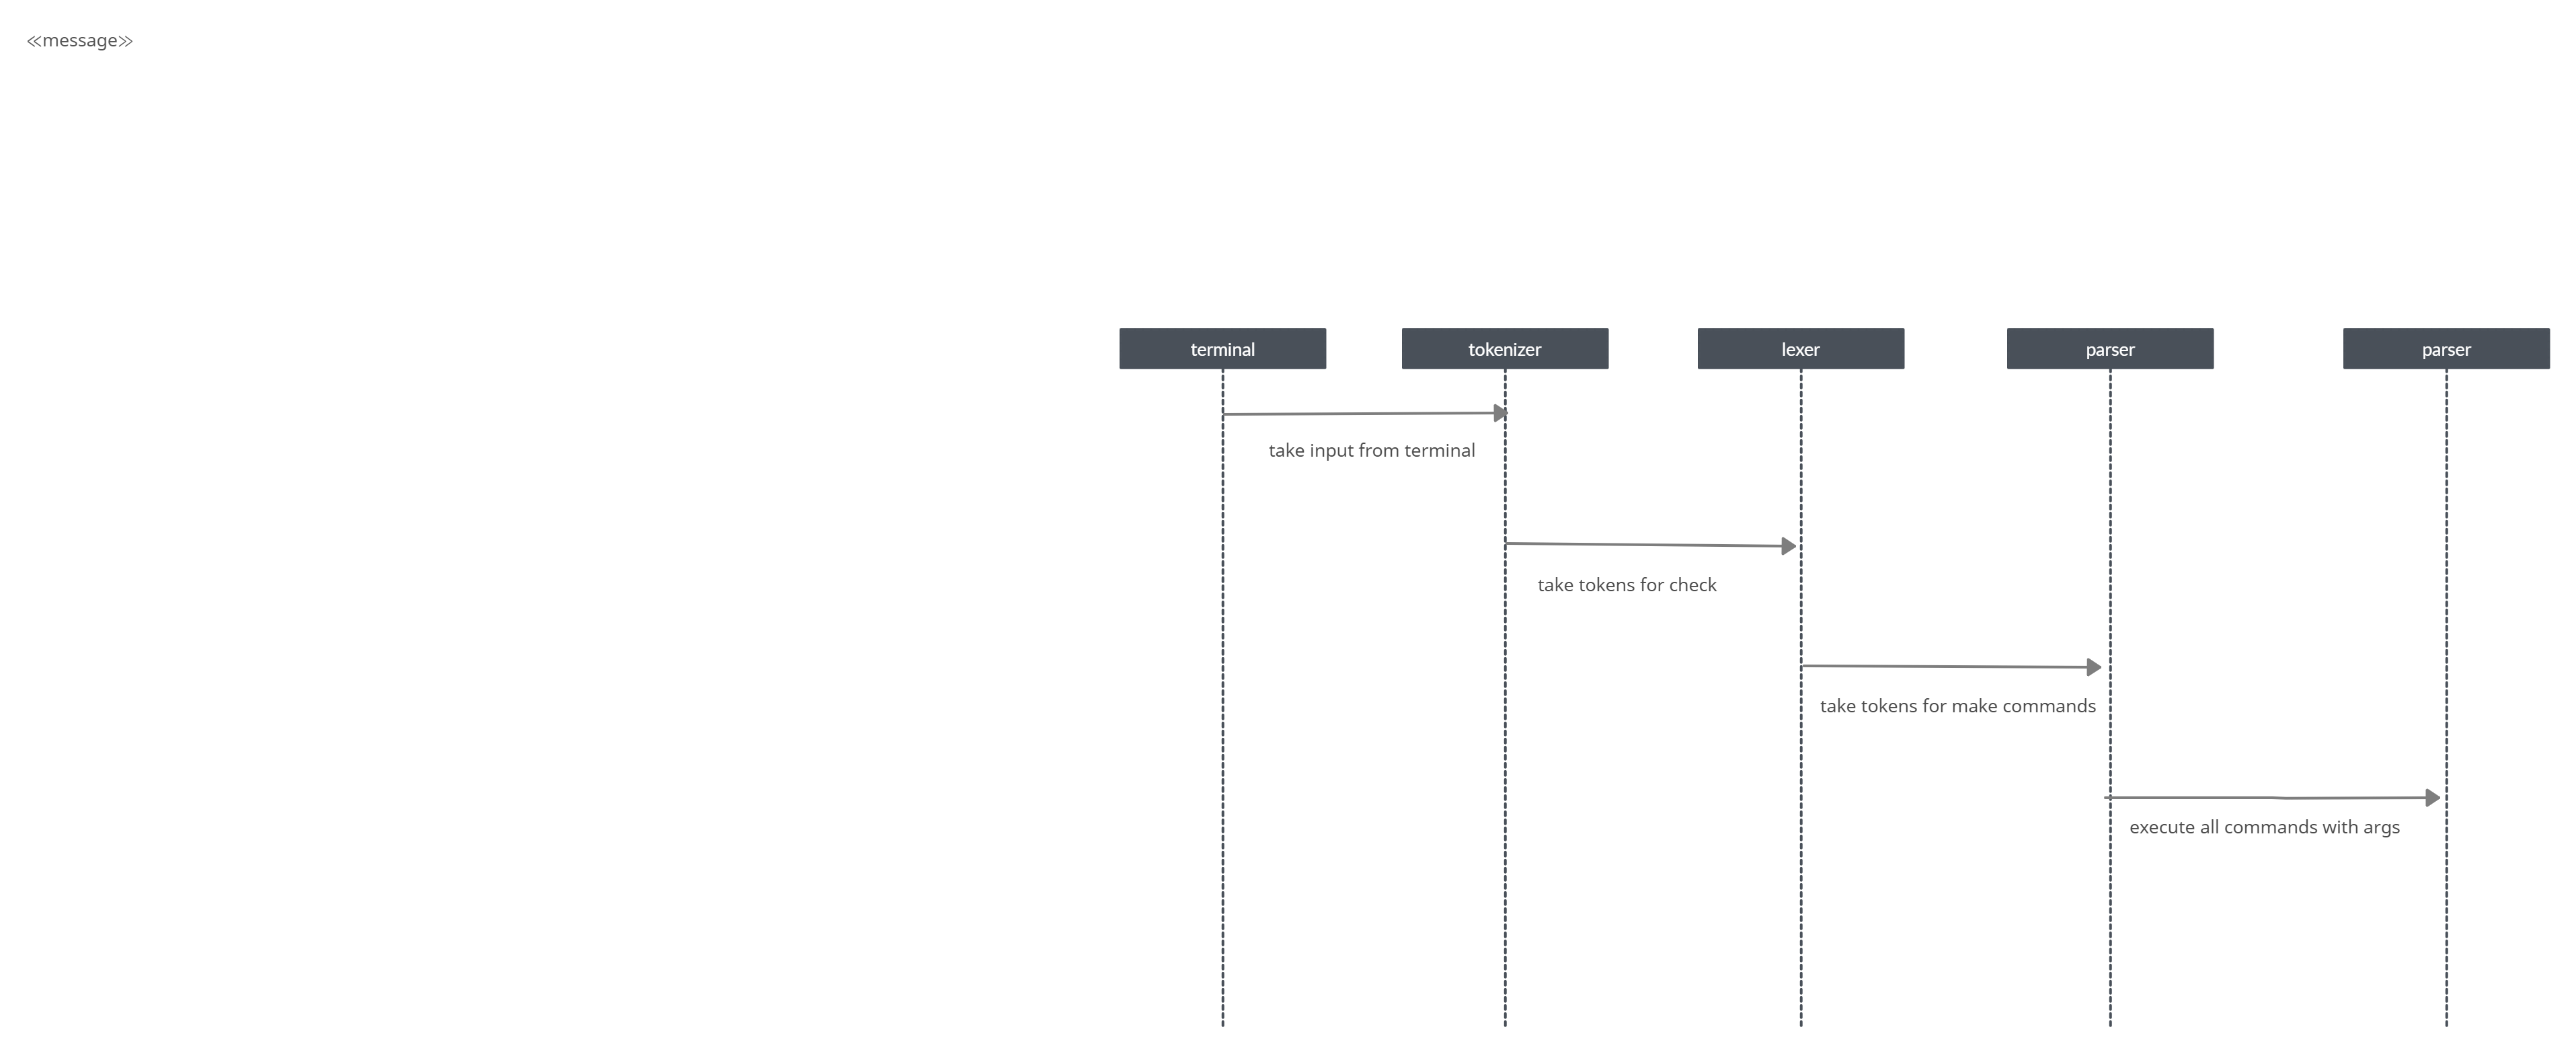 ≪message≫
terminal
tokenizer
lexer
parser
parser
take input from terminal
take tokens for check
take tokens for make commands
execute all commands with args